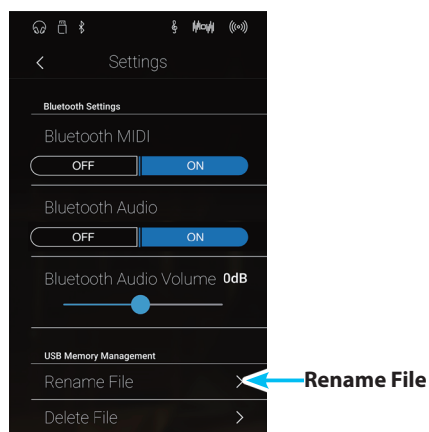 Settings
Bluetooth Settings
Bluetooth MIDI
OFF ON
Bluetooth Audio
OFF ON
Bluetooth Audio Volume 0dB
USB Memory Management
Rename File
Rename File
Delete File